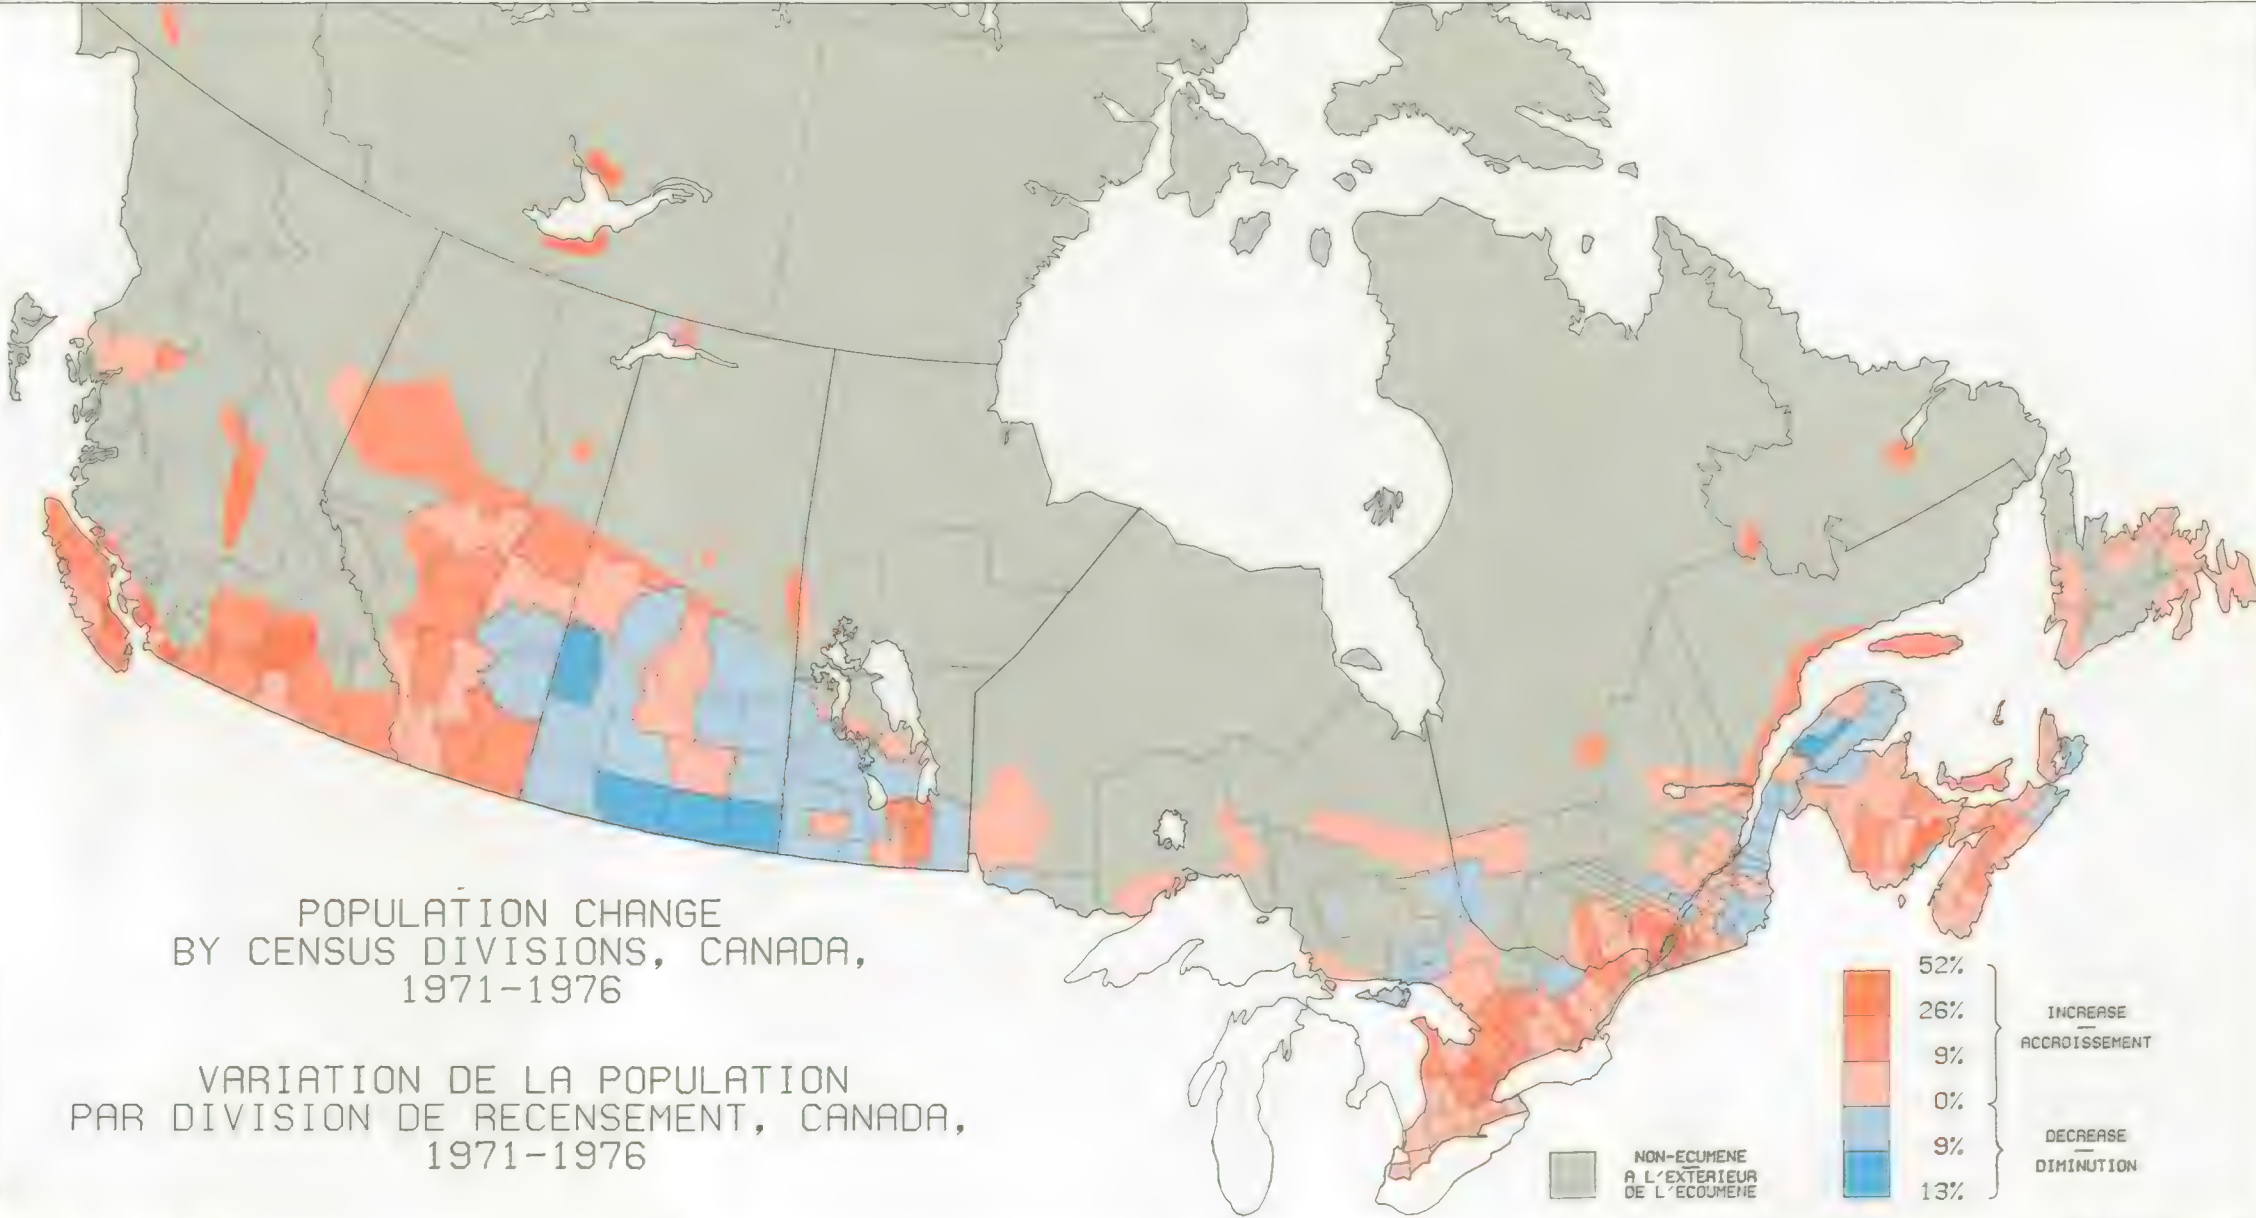 POPULATION CHANGE
BY CENSUS DIVISIONS, CANADA,
1971-1976
VARIATION DE LA POPULATION
PAR DIVISION DE RECENSEMENT, CANADA,
1971-1976
NON-ECUMENE
A L'EXTERIEUR
DE L'ECOUMENE
52%
26%
9%
0%
9%
13%
INCREASE
ACCROISSEMENT
DECREASE
DIMINUTION